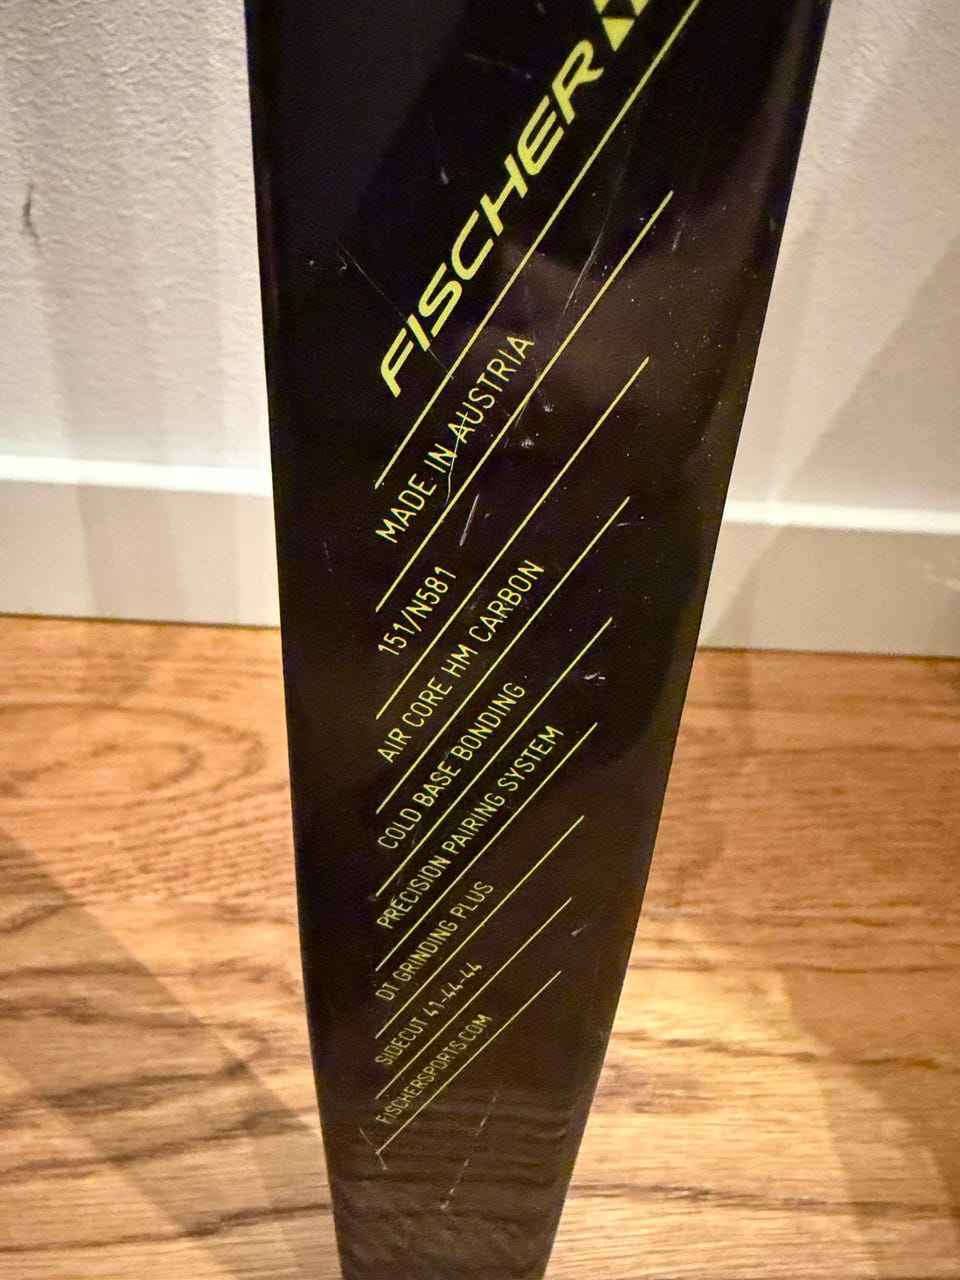 FISCHER
MADE IN AUSTRIA
151/N581
AIR CORE HM CARBON
COLD BASE BONDING
PRECISION PAIRING SYSTEM
DT GRINDING PLUS
SIDECUT 41-44-44
FISCHERSPORTS.COM